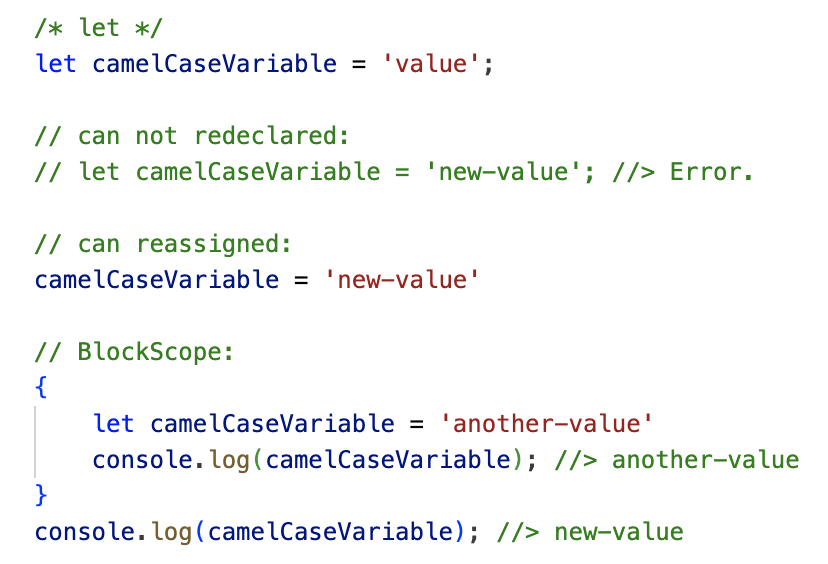 /* let */
let camelCaseVariable = 'value';
// can not redeclared:
// let camelCaseVariable = 'new-value'; //> Error.
// can reassigned:
camelCaseVariable = 'new-value'
// BlockScope:
{
    let camelCaseVariable = 'another-value'
    console.log(camelCaseVariable); //> another-value
}
console.log(camelCaseVariable); //> new-value